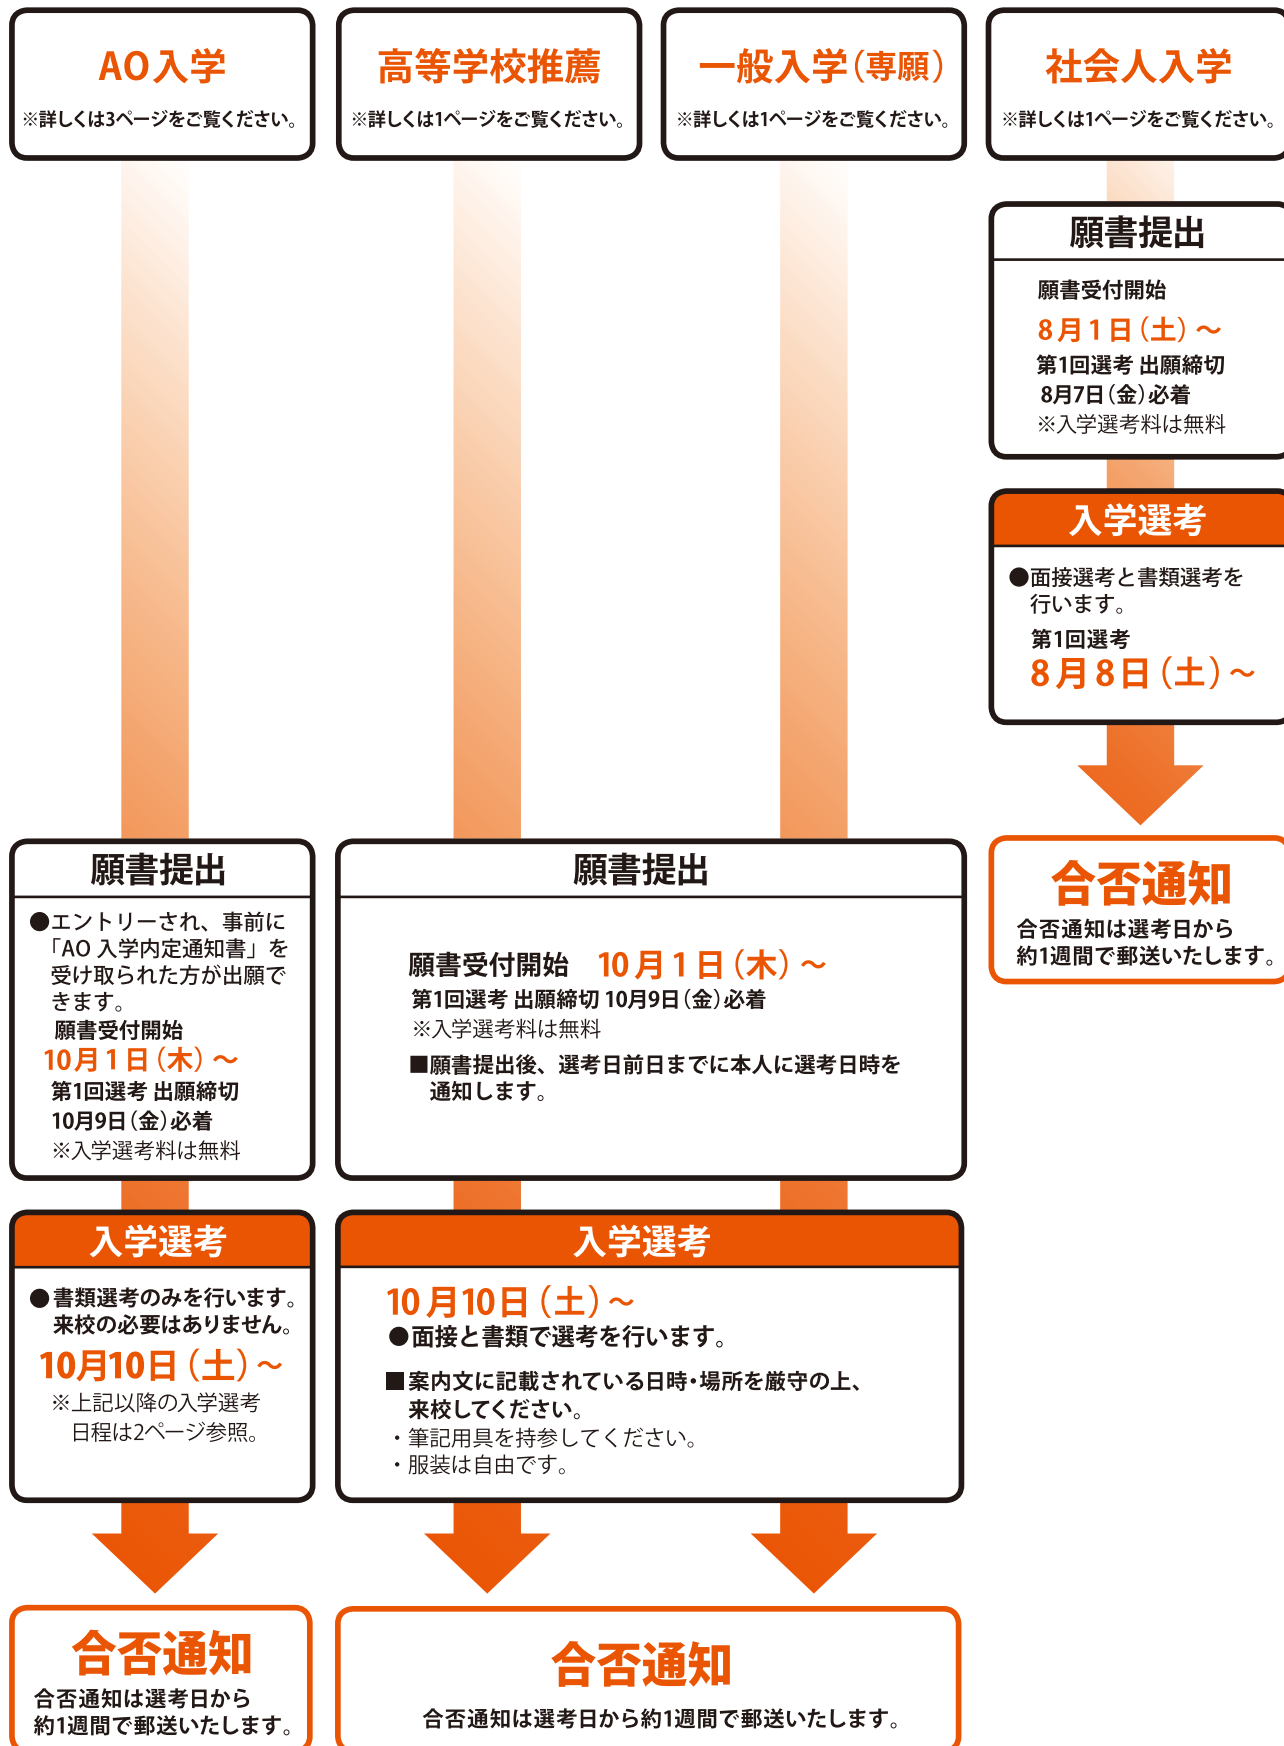 AO入学
※詳しくは3ページをご覧ください。
高等学校推薦
※詳しくは1ページをご覧ください。
一般入学(専願)
※詳しくは1ページをご覧ください。
社会人入学
※詳しくは1ページをご覧ください。
願書提出
願書受付開始
8月1日(土)〜
第1回選考 出願締切
8月7日(金)必着
※入学選考料は無料
入学選考
●面接選考と書類選考を
行います。
第1回選考
8月8日(土)〜
合否通知
合否通知は選考日から
約1週間で郵送いたします。
願書提出
●エントリーされ、事前に
「AO 入学内定通知書」を
受け取られた方が出願で
きます。
願書受付開始
10月1日(木)〜
第1回選考 出願締切
10月9日(金)必着
※入学選考料は無料
入学選考
●書類選考のみを行います。
来校の必要はありません。
10月10日(土)〜
※上記以降の入学選考
日程は2ページ参照。
合否通知
合否通知は選考日から
約1週間で郵送いたします。
願書提出
願書受付開始 10月1日(木)〜
第1回選考 出願締切 10月9日(金)必着
※入学選考料は無料
■願書提出後、選考日前日までに本人に選考日時を
通知します。
入学選考
10月10日(土)〜
●面接と書類で選考を行います。
■案内文に記載されている日時・場所を厳守の上、
来校してください。
・筆記用具を持参してください。
・服装は自由です。
合否通知
合否通知は選考日から約1週間で郵送いたします。